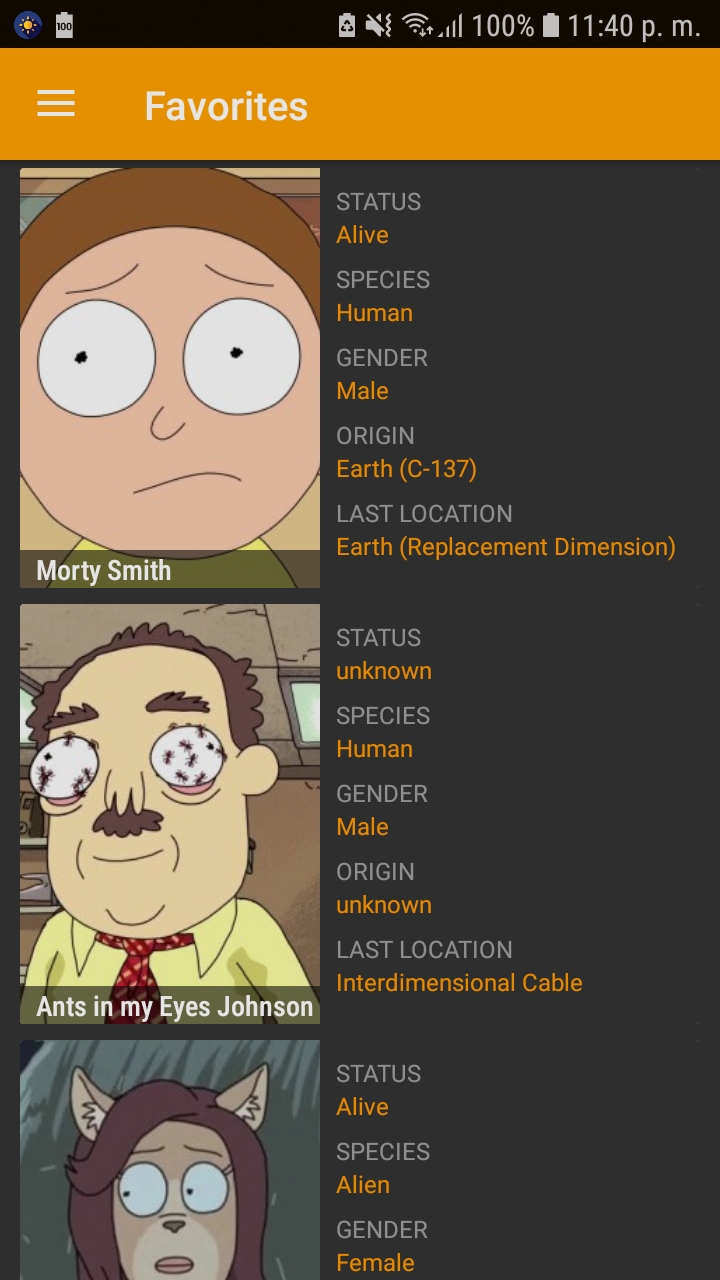 100
100%
11:40 p. m.
Favorites
STATUS
Alive
SPECIES
Human
GENDER
Male
ORIGIN
Earth (C-137)
LAST LOCATION
Earth (Replacement Dimension)
Morty Smith
STATUS
unknown
SPECIES
Human
GENDER
Male
ORIGIN
unknown
LAST LOCATION
Interdimensional Cable
Ants in my Eyes Johnson
STATUS
Alive
SPECIES
Alien
GENDER
Female